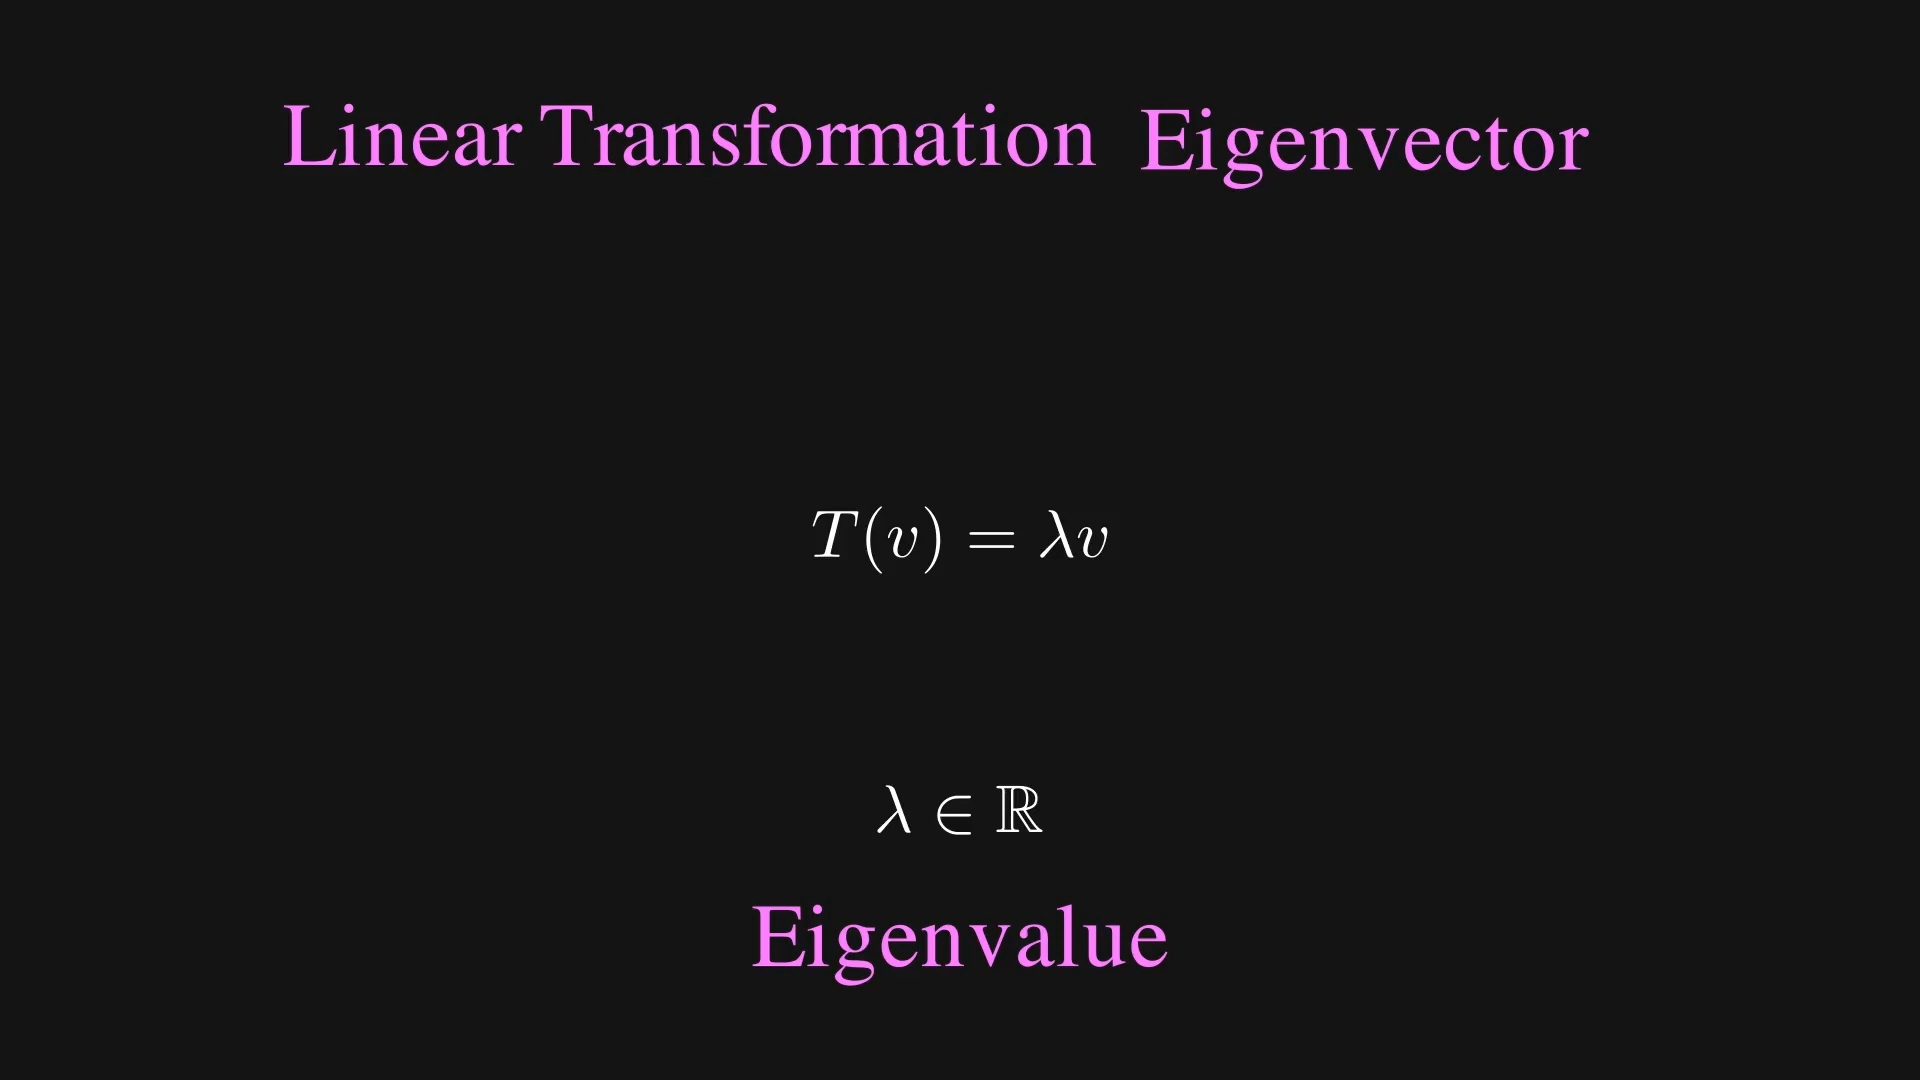 Linear Transformation Eigenvector
T(v) = λv
λ ∈ ℝ
Eigenvalue